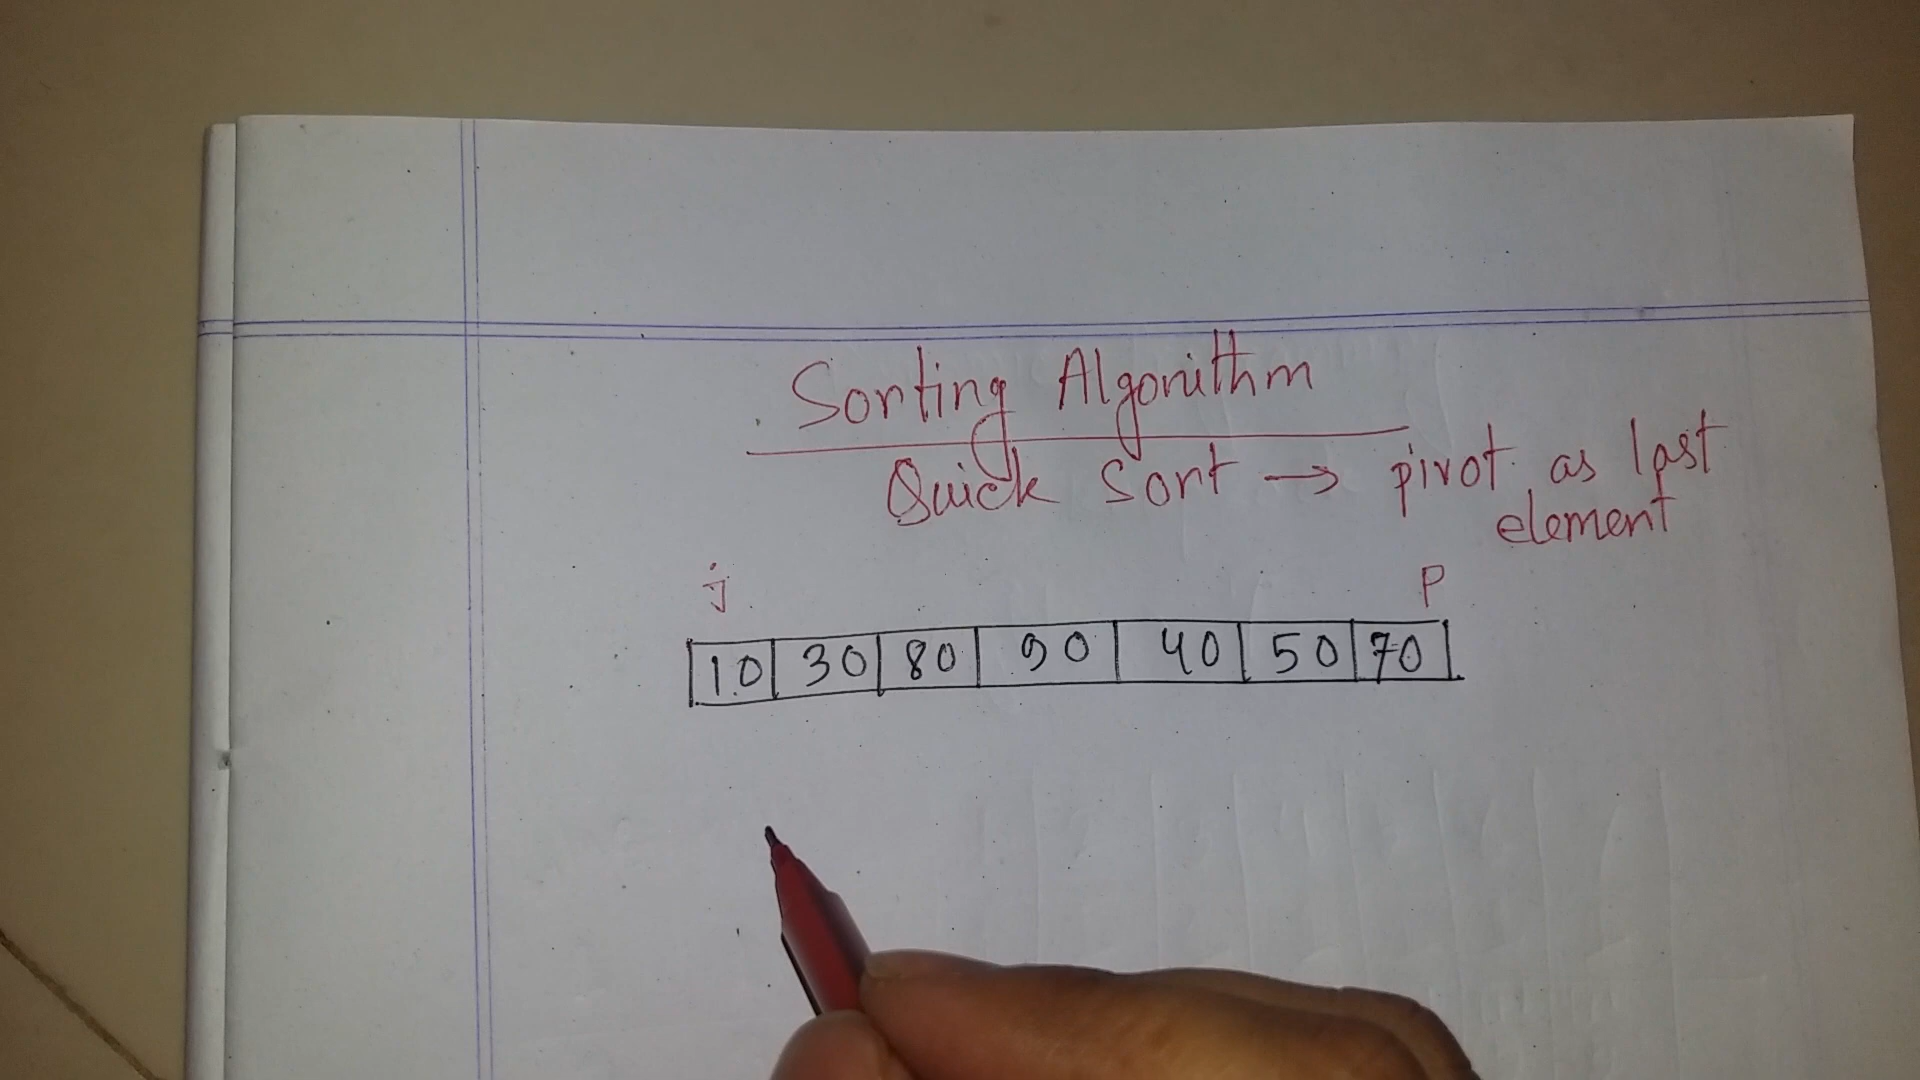 Sorting Algorithm
Quick Sort → pivot as last
element
j P
10 30 80 90 40 50 70